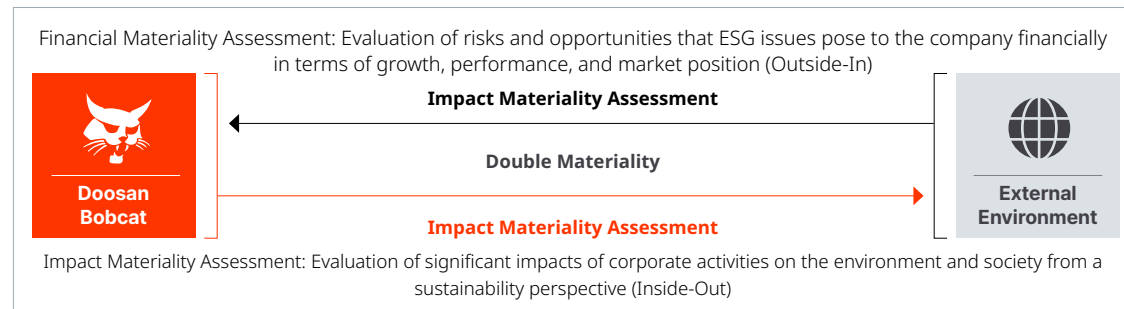 Financial Materiality Assessment: Evaluation of risks and opportunities that ESG issues pose to the company financially
in terms of growth, performance, and market position (Outside-In)
Impact Materiality Assessment
Double Materiality
Doosan
Bobcat
External
Environment
Impact Materiality Assessment
Impact Materiality Assessment: Evaluation of significant impacts of corporate activities on the environment and society from a
sustainability perspective (Inside-Out)